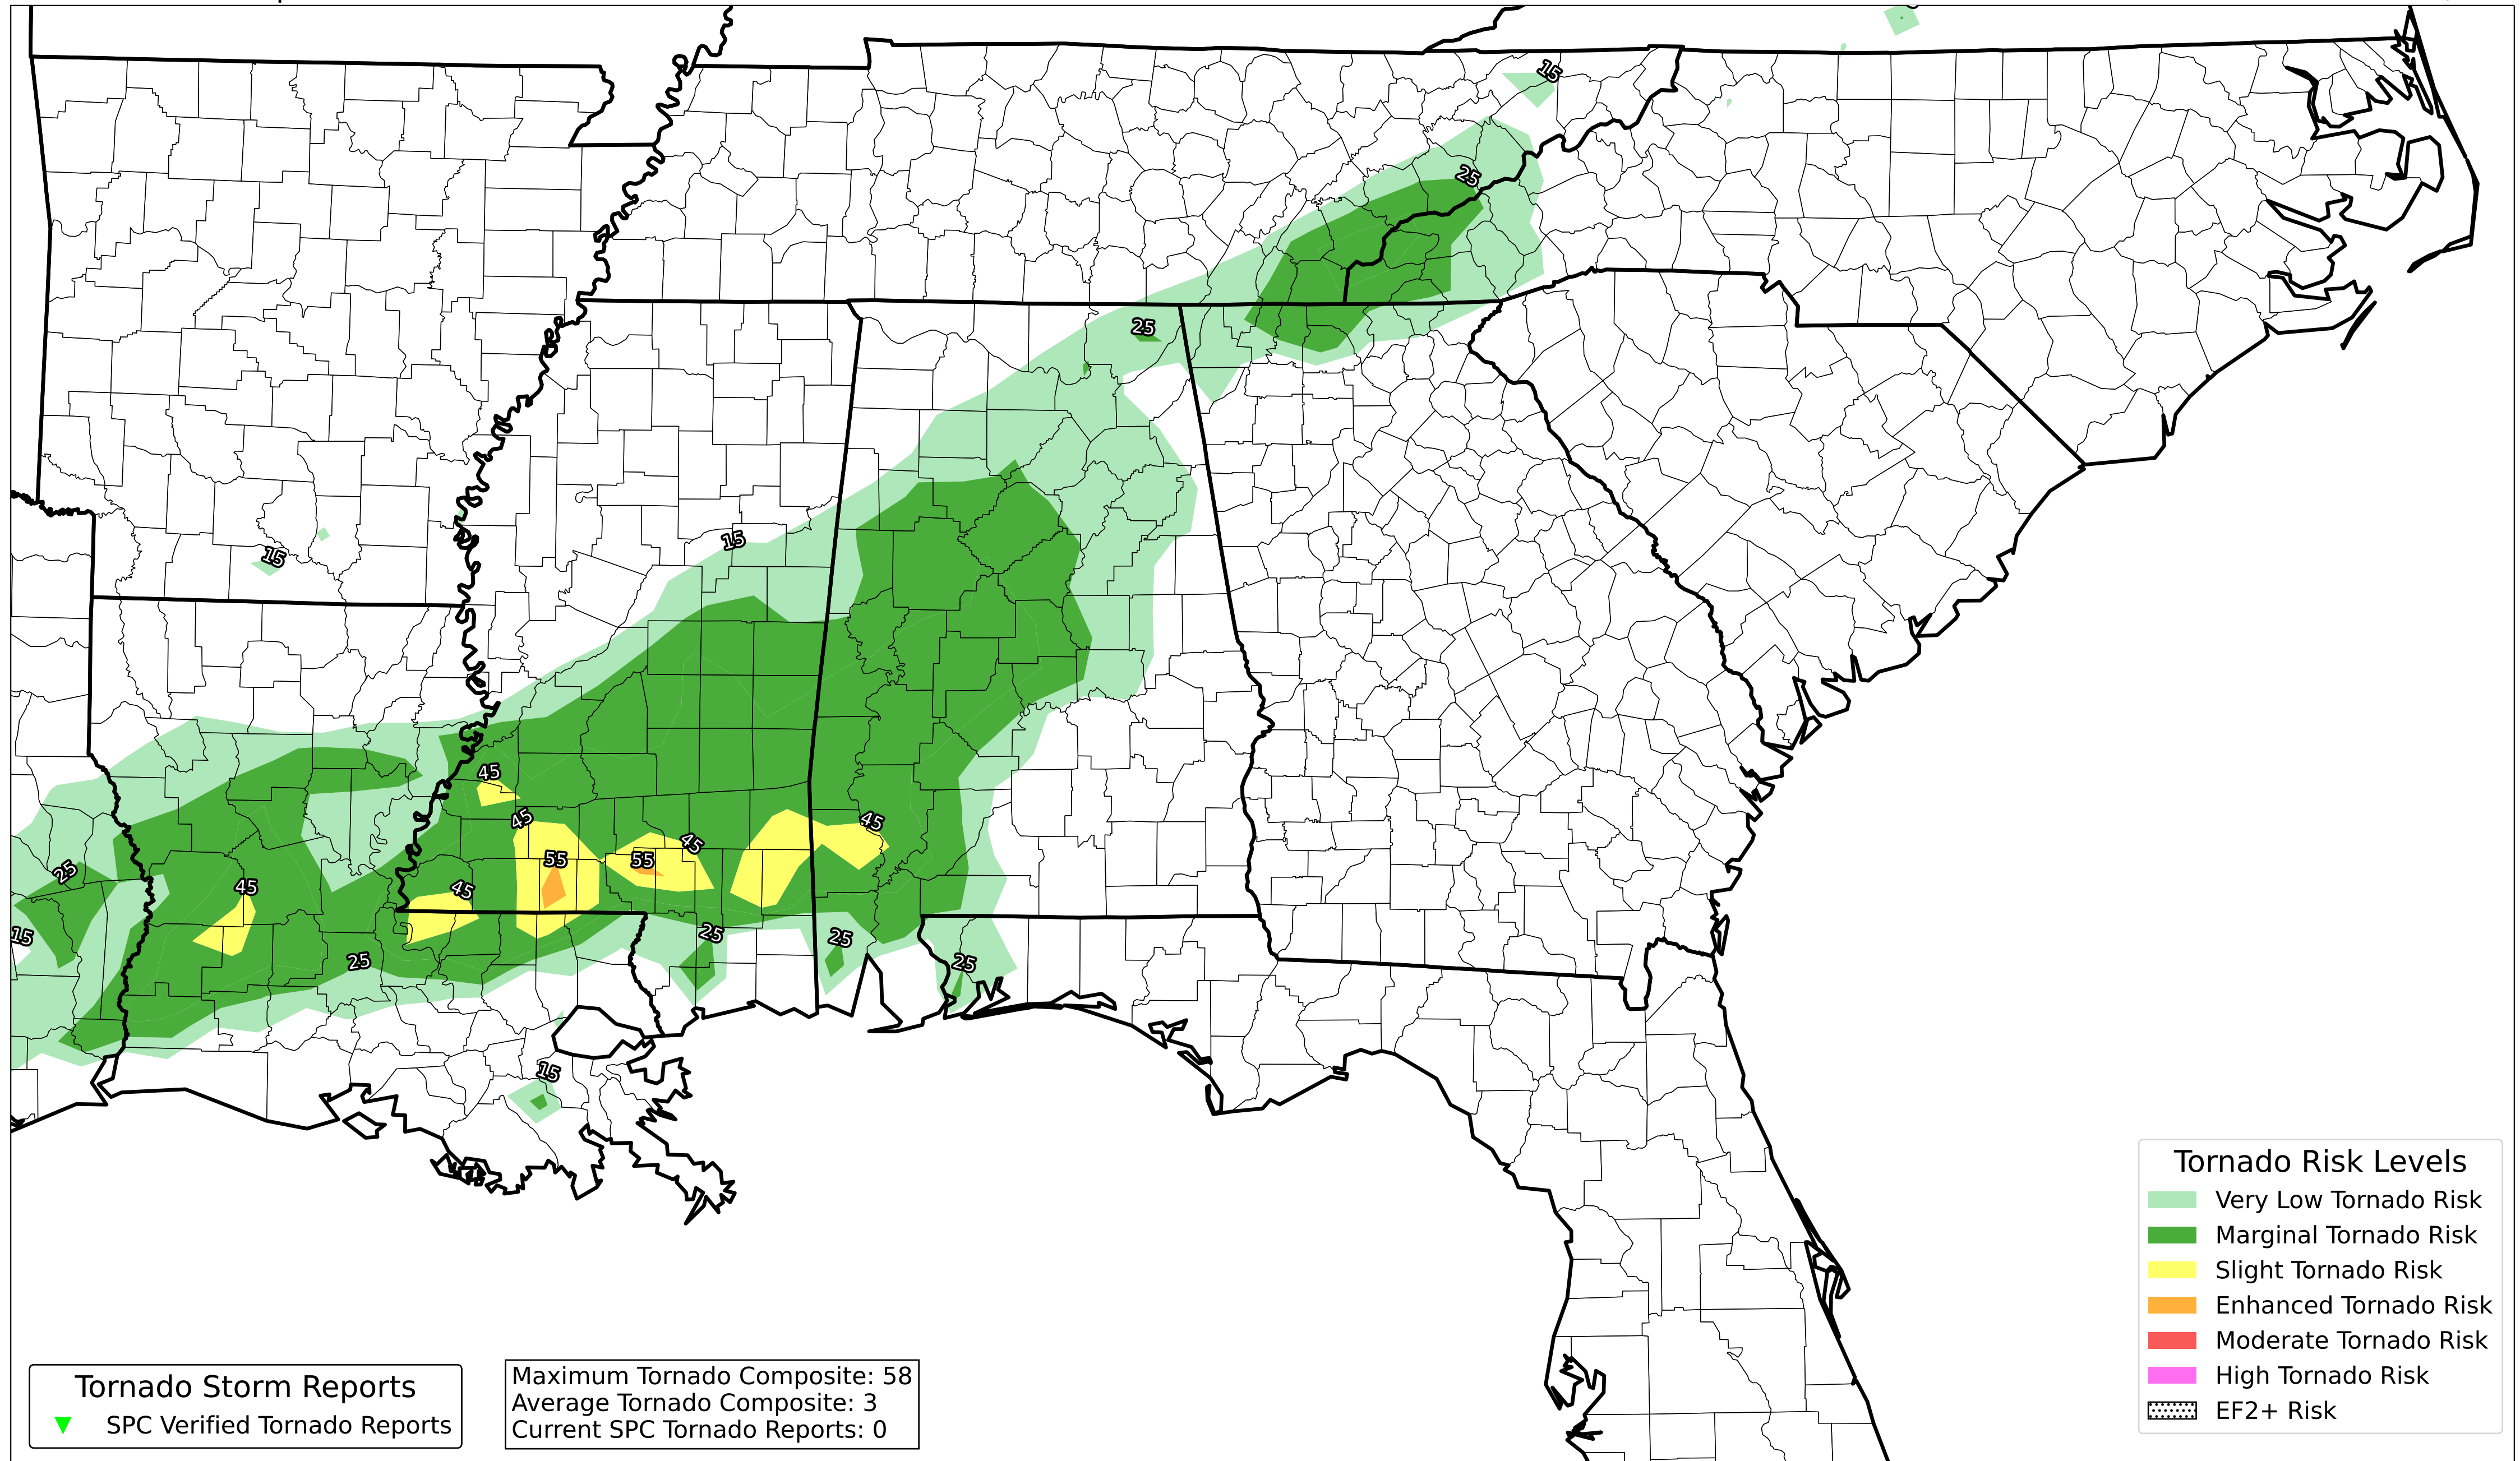 15
25
25
15
15
45
45
45
45
55
55
25
45
45
15
25
25
25
25
15
Tornado Risk Levels
Very Low Tornado Risk
Marginal Tornado Risk
Slight Tornado Risk
Enhanced Tornado Risk
Moderate Tornado Risk
High Tornado Risk
EF2+ Risk
Tornado Storm Reports
SPC Verified Tornado Reports
Maximum Tornado Composite: 58
Average Tornado Composite: 3
Current SPC Tornado Reports: 0